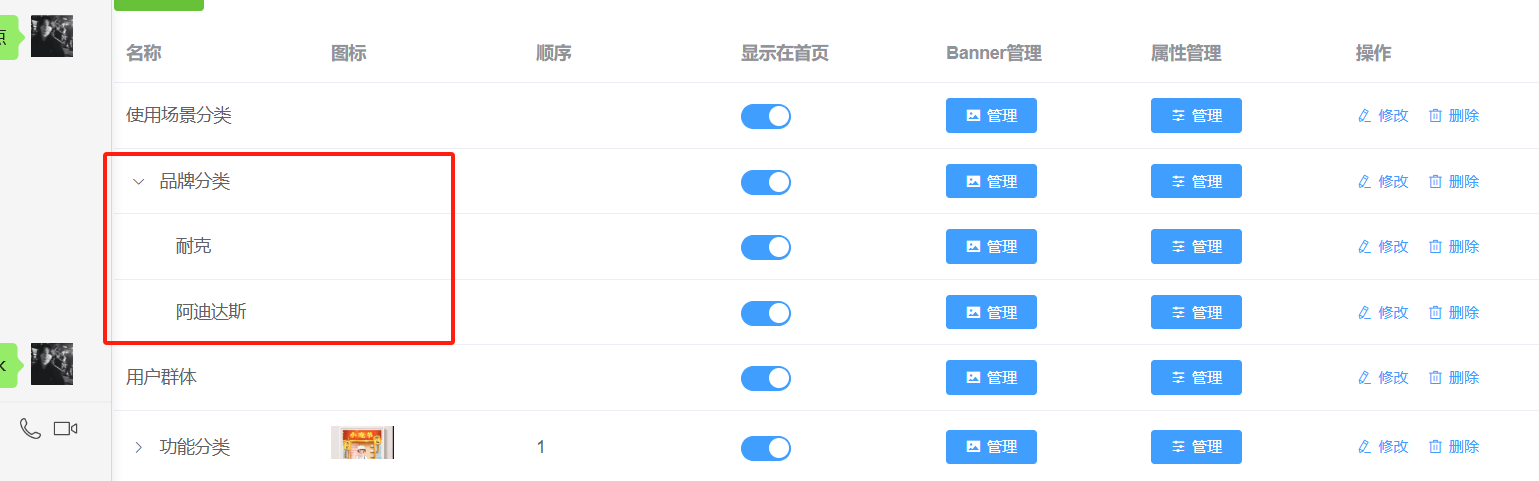 名称 图标 顺序 显示在首页 Banner管理 属性管理 操作
使用场景分类 管理 管理 修改 删除
品牌分类 管理 管理 修改 删除
耐克 管理 管理 修改 删除
阿迪达斯 管理 管理 修改 删除
用户群体 管理 管理 修改 删除
功能分类 1 管理 管理 修改 删除